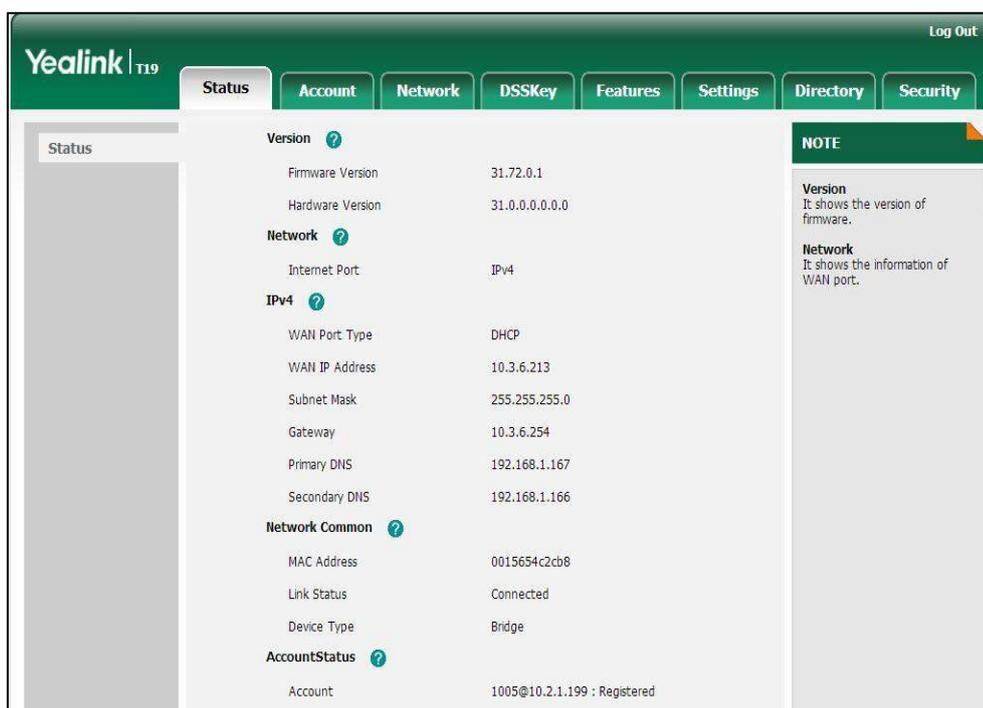 Log Out
Yealink T19
Status Account Network DSSKey Features Settings Directory Security
Status
Version ?
Firmware Version 31.72.0.1
Hardware Version 31.0.0.0.0.0.0
Network ?
Internet Port IPv4
IPv4 ?
WAN Port Type DHCP
WAN IP Address 10.3.6.213
Subnet Mask 255.255.255.0
Gateway 10.3.6.254
Primary DNS 192.168.1.167
Secondary DNS 192.168.1.166
Network Common ?
MAC Address 0015654c2cb8
Link Status Connected
Device Type Bridge
AccountStatus ?
Account 1005@10.2.1.199 : Registered
NOTE
Version
It shows the version of
firmware.
Network
It shows the information of
WAN port.